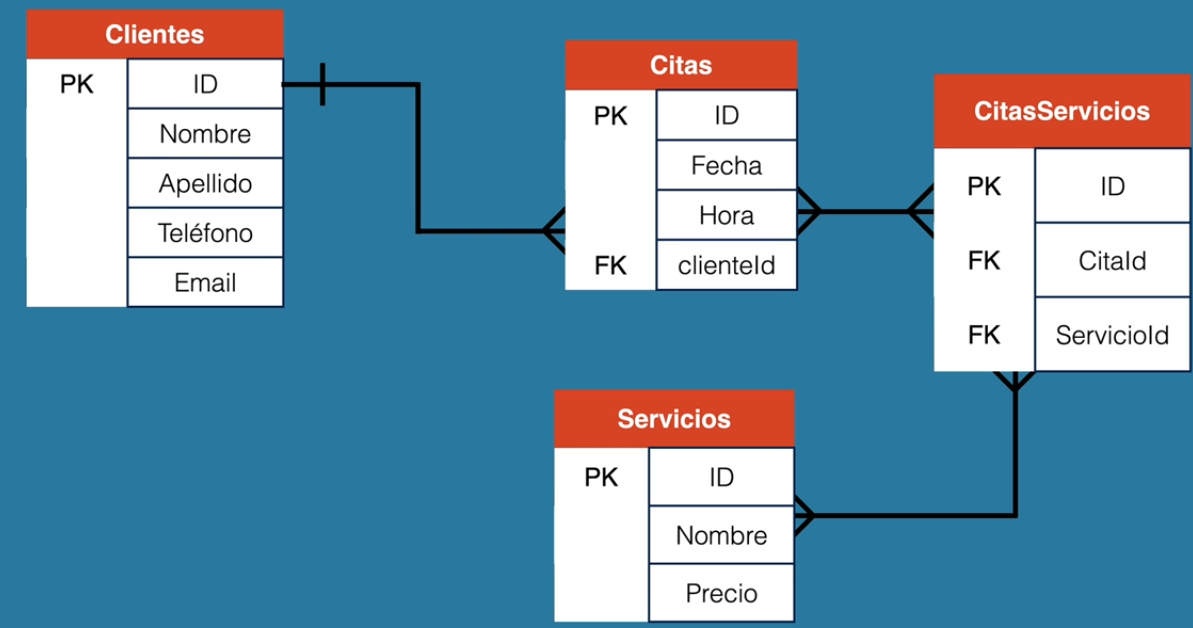 Clientes
PK ID
Nombre
Apellido
Teléfono
Email
Citas
PK ID
Fecha
Hora
FK clienteId
CitasServicios
PK ID
FK CitaId
FK ServicioId
Servicios
PK ID
Nombre
Precio